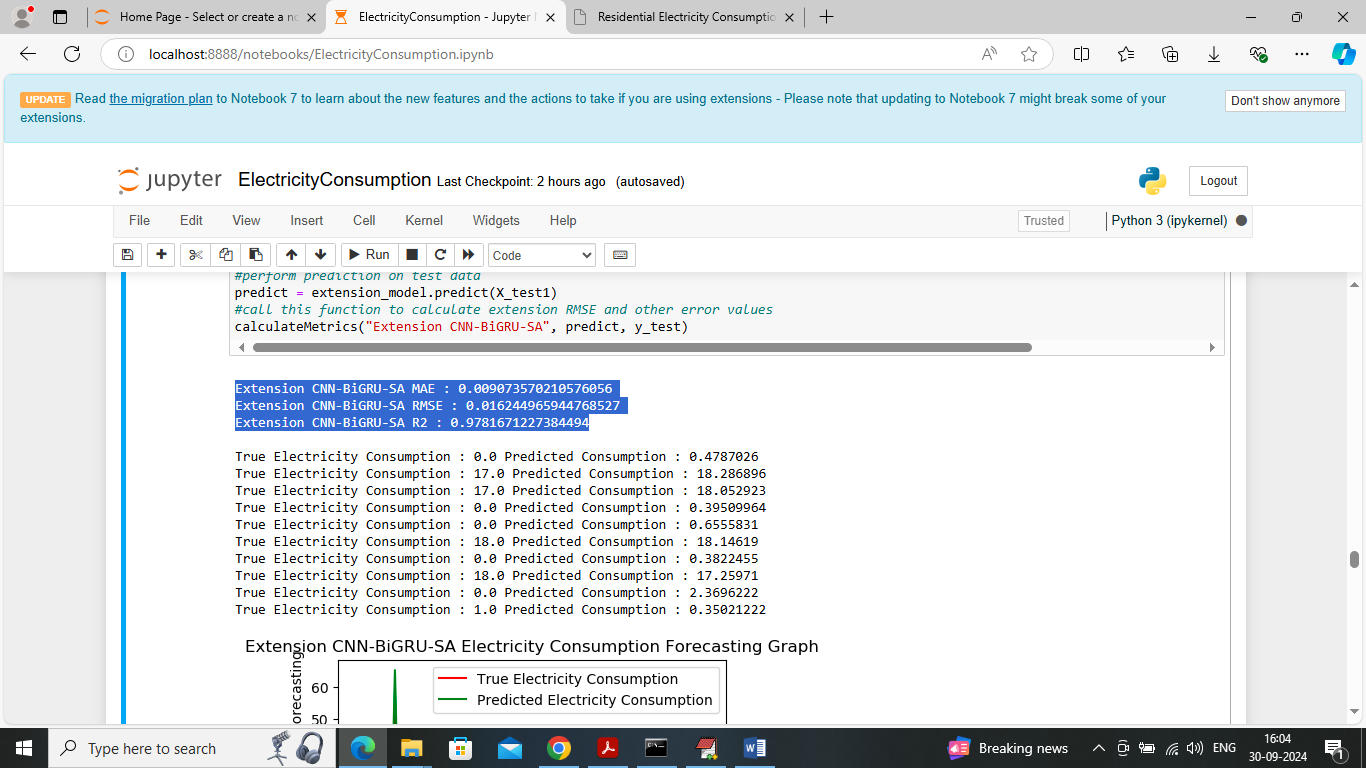 Home Page - Select or create a no
ElectricityConsumption - Jupyter
Residential Electricity Consumptio
localhost:8888/notebooks/ElectricityConsumption.ipynb
UPDATE Read the migration plan to Notebook 7 to learn about the new features and the actions to take if you are using extensions - Please note that updating to Notebook 7 might break some of your
extensions.
Don't show anymore
jupyter ElectricityConsumption Last Checkpoint: 2 hours ago (autosaved)
Logout
File Edit View Insert Cell Kernel Widgets Help
Trusted
Python 3 (ipykernel)
Run
Code
#perform prediction on test data
predict = extension_model.predict(X_test1)
#call this function to calculate extension RMSE and other error values
calculateMetrics("Extension CNN-BiGRU-SA", predict, y_test)
Extension CNN-BiGRU-SA MAE : 0.009073570210576056
Extension CNN-BiGRU-SA RMSE : 0.016244965944768527
Extension CNN-BiGRU-SA R2 : 0.9781671227384494
True Electricity Consumption : 0.0 Predicted Consumption : 0.4787026
True Electricity Consumption : 17.0 Predicted Consumption : 18.286896
True Electricity Consumption : 17.0 Predicted Consumption : 18.052923
True Electricity Consumption : 0.0 Predicted Consumption : 0.39509964
True Electricity Consumption : 0.0 Predicted Consumption : 0.6555831
True Electricity Consumption : 18.0 Predicted Consumption : 18.14619
True Electricity Consumption : 0.0 Predicted Consumption : 0.3822455
True Electricity Consumption : 18.0 Predicted Consumption : 17.25971
True Electricity Consumption : 0.0 Predicted Consumption : 2.3696222
True Electricity Consumption : 1.0 Predicted Consumption : 0.35021222
Extension CNN-BiGRU-SA Electricity Consumption Forecasting Graph
orecasting
60
50
True Electricity Consumption
Predicted Electricity Consumption
Type here to search
Breaking news
ENG
16:04
30-09-2024
1